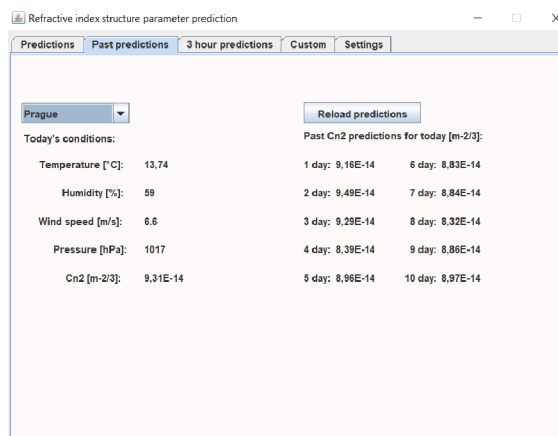 Refractive index structure parameter prediction
Predictions Past predictions 3 hour predictions Custom Settings
Prague Reload predictions
Today's conditions: Past Cn2 predictions for today [m-2/3]:
Temperature [°C]: 13,74 1 day: 9,16E-14 6 day: 8,83E-14
Humidity [%]: 59 2 day: 9,49E-14 7 day: 8,84E-14
Wind speed [m/s]: 6.6 3 day: 9,29E-14 8 day: 8,32E-14
Pressure [hPa]: 1017 4 day: 8,39E-14 9 day: 8,86E-14
Cn2 [m-2/3]: 9,31E-14 5 day: 8,96E-14 10 day: 8,97E-14